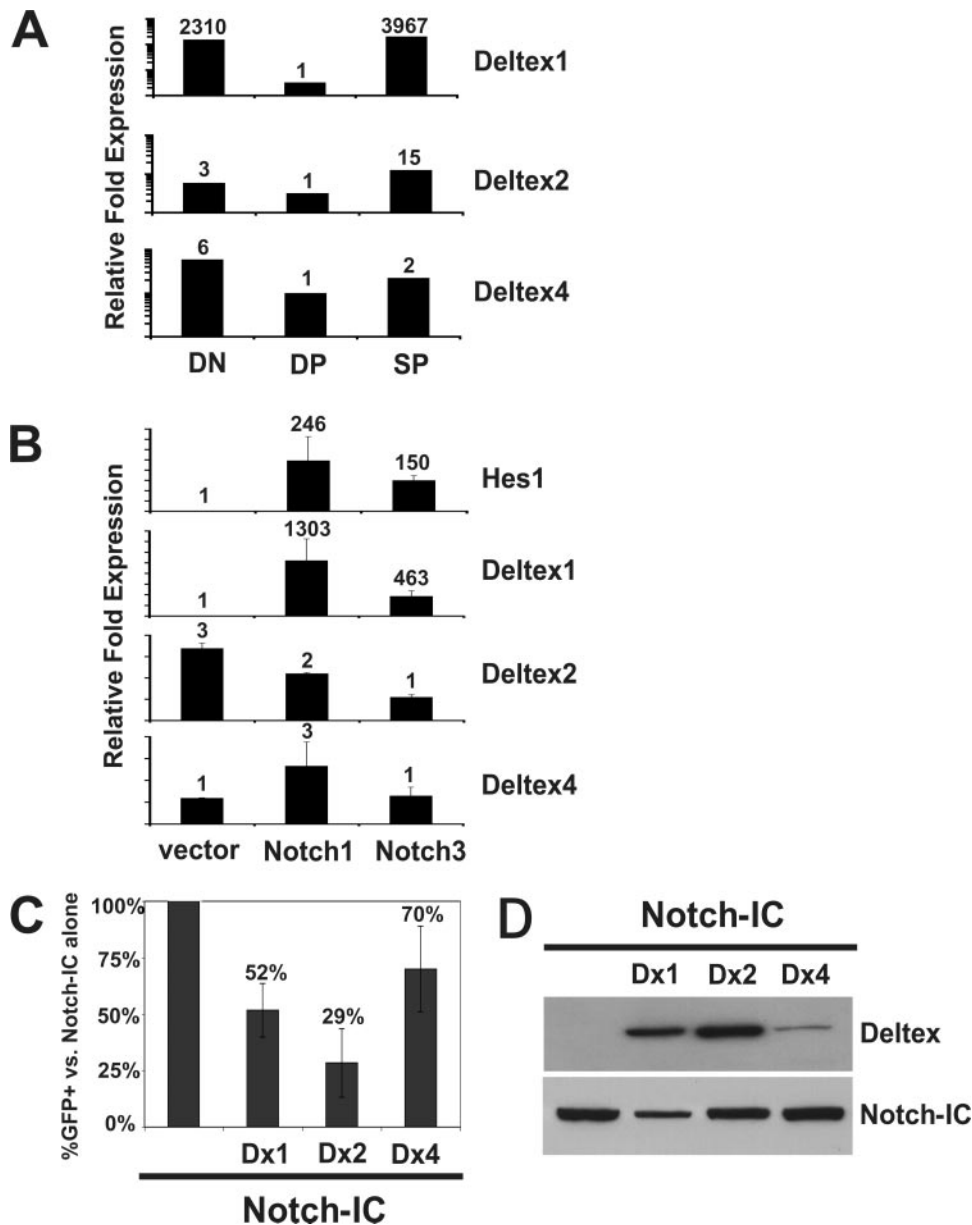 A
Relative Fold Expression
2310
1
3967
Deltex1
3
1
15
Deltex2
6
1
2
Deltex4
DN
DP
SP
B
Relative Fold Expression
1
246
150
Hes1
1
1303
463
Deltex1
3
2
1
Deltex2
1
3
1
Deltex4
vector
Notch1
Notch3
C
%GFP+ vs. Notch-IC alone
100%
75%
50%
25%
0%
52%
29%
70%
Dx1
Dx2
Dx4
Notch-IC
D
Notch-IC
Dx1
Dx2
Dx4
Deltex
Notch-IC